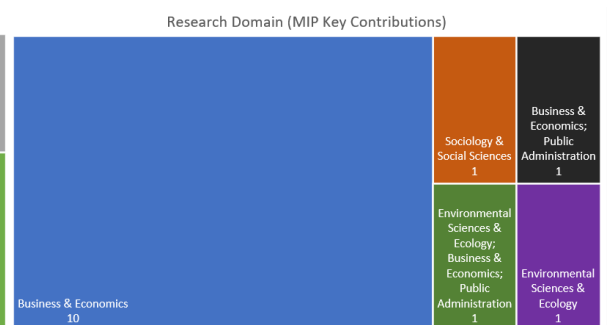 Research Domain (MIP Key Contributions)
Business & Economics
10
Sociology &
Social Sciences
1
Business &
Economics;
Public
Administration
1
Environmental
Sciences &
Ecology;
Business &
Economics;
Public
Administration
1
Environmental
Sciences &
Ecology
1